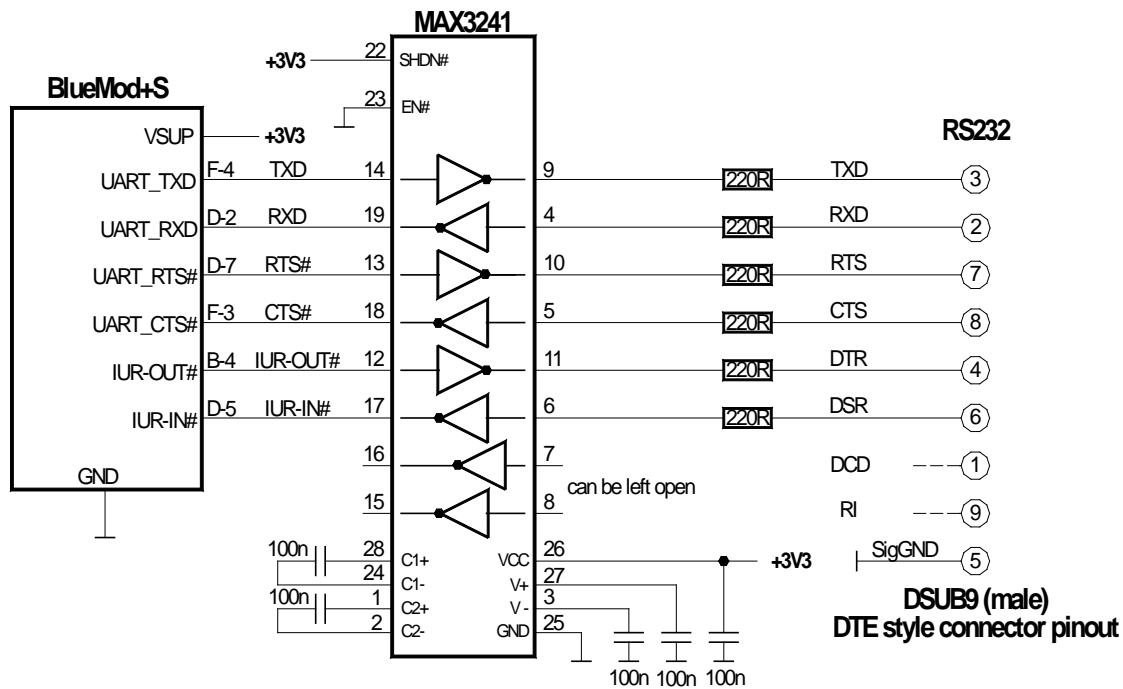 MAX3241
+3V3 22 SHDN#
BlueMod+S
23 EN#
VSUP +3V3
RS232
UART_TXD F-4 TXD 14 9 220R TXD 3
UART_RXD D-2 RXD 19 4 220R RXD 2
UART_RTS# D-7 RTS# 13 10 220R RTS 7
UART_CTS# F-3 CTS# 18 5 220R CTS 8
IUR-OUT# B-4 IUR-OUT# 12 11 220R DTR 4
IUR-IN# D-5 IUR-IN# 17 6 220R DSR 6
16 7 DCD 1
GND
can be left open
15 8 RI 9
100n 28 C1+ VCC 26 +3V3 SigGND 5
24 C1- V+ 27
100n 1 C2+ V - 3
2 C2- GND 25
DSUB9 (male)
DTE style connector pinout
100n 100n 100n